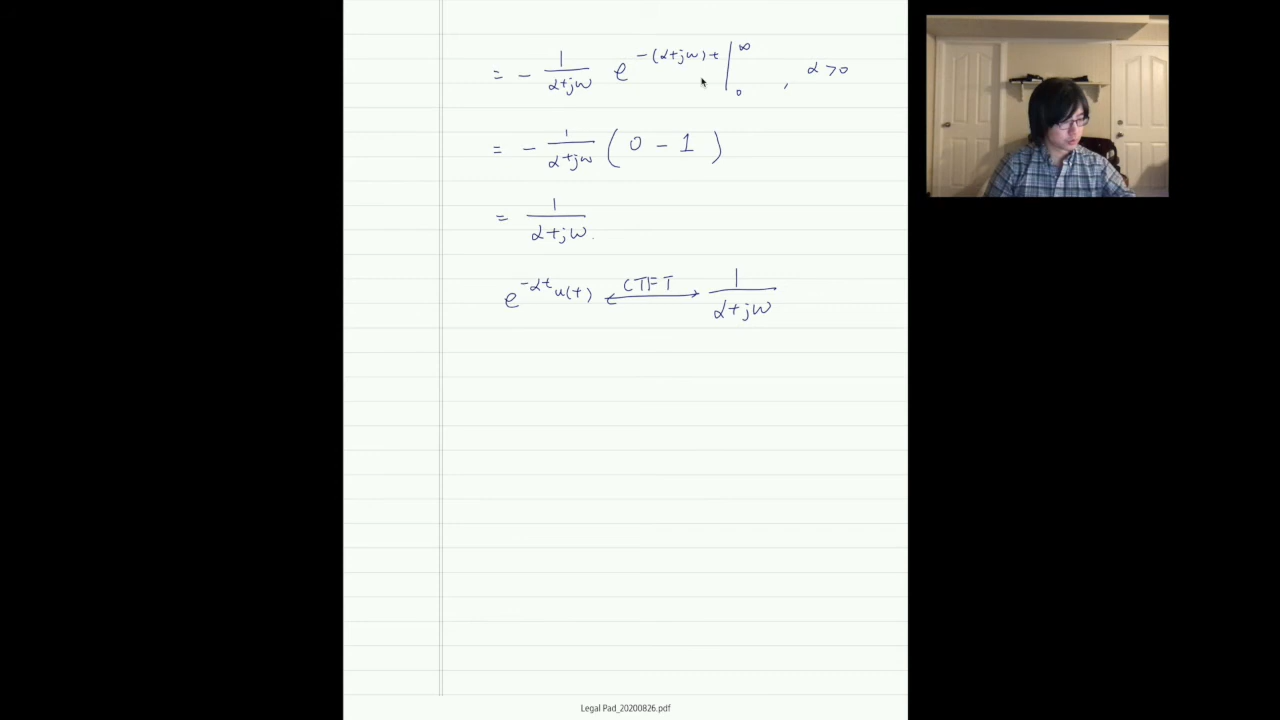 = - 1/(α+jω) e^{-(α+jω)t} |_0^∞ , α>0
= - 1/(α+jω) ( 0 - 1 )
= 1/(α+jω).
e^{-αt}u(t) <--CTFT--> 1/(α+jω)
Legal Pad_20200826.pdf